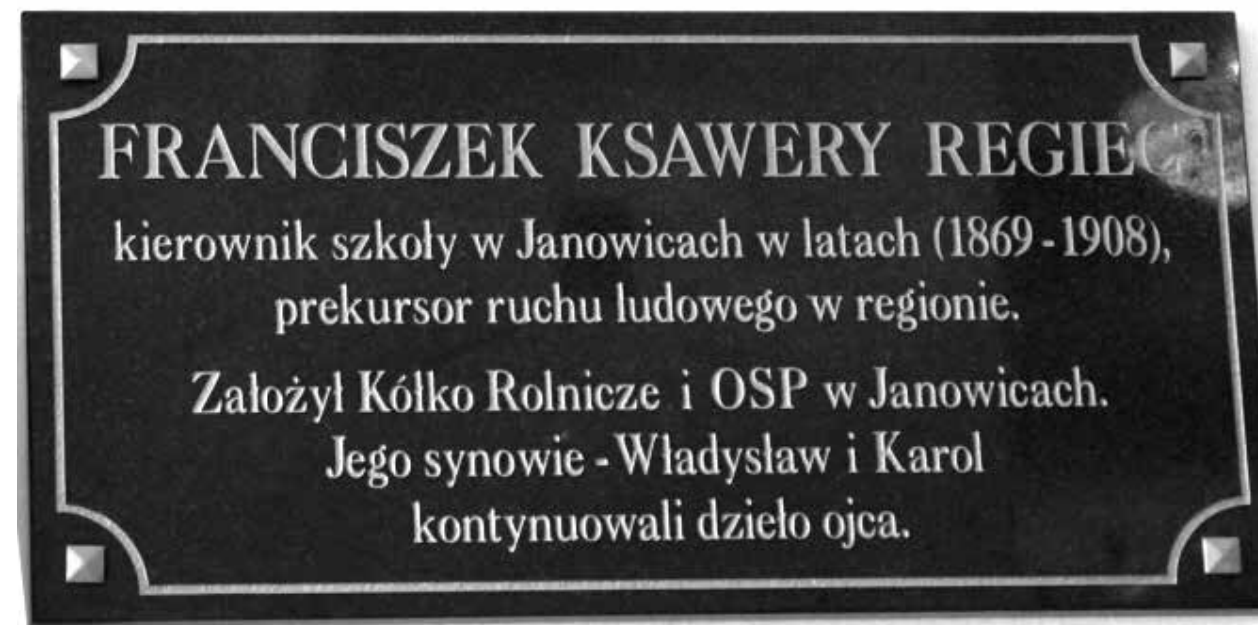 FRANCISZEK KSAWERY REGIEC
kierownik szkoły w Janowicach w latach (1869-1908),
prekursor ruchu ludowego w regionie.
Założył Kółko Rolnicze i OSP w Janowicach.
Jego synowie - Władysław i Karol
kontynuowali dzieło ojca.